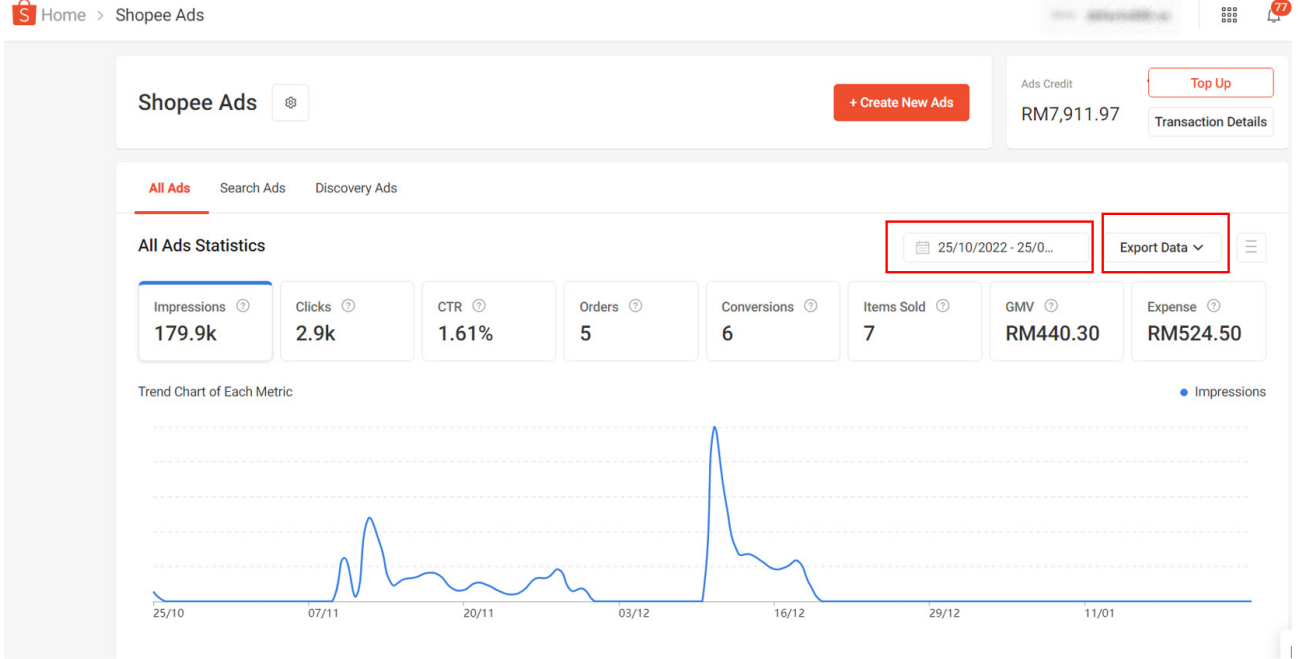 S Home > Shopee Ads
77
Shopee Ads
+ Create New Ads
Ads Credit
RM7,911.97
Top Up
Transaction Details
All Ads Search Ads Discovery Ads
All Ads Statistics
25/10/2022 - 25/0...
Export Data
Impressions ? Clicks ? CTR ? Orders ? Conversions ? Items Sold ? GMV ? Expense ?
179.9k 2.9k 1.61% 5 6 7 RM440.30 RM524.50
Trend Chart of Each Metric
Impressions
25/10 07/11 20/11 03/12 16/12 29/12 11/01